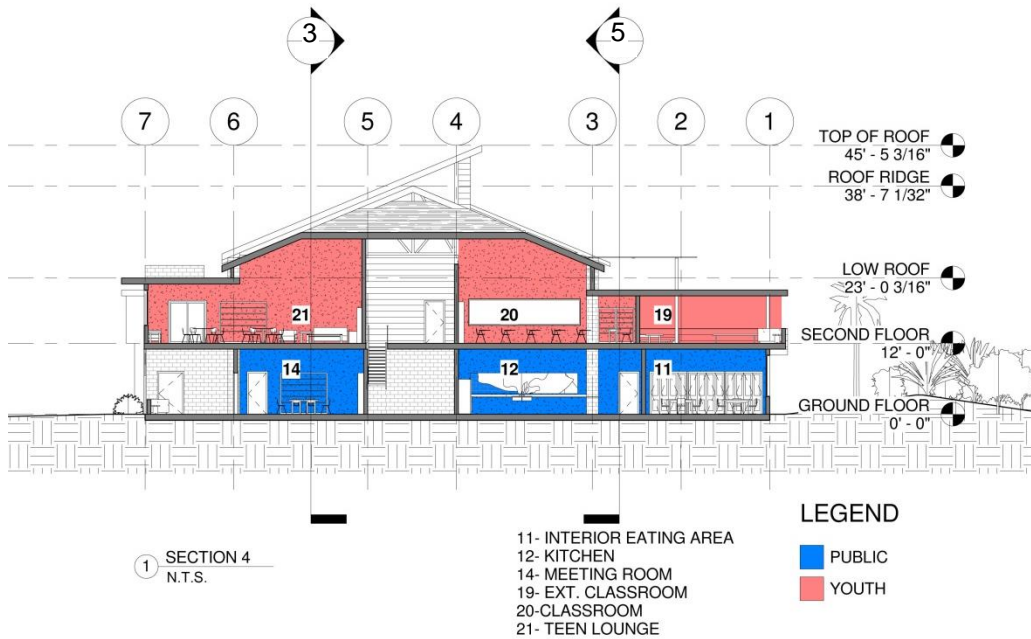 3
5
7
6
5
4
3
2
1
TOP OF ROOF
45' - 5 3/16"
ROOF RIDGE
38' - 7 1/32"
LOW ROOF
23' - 0 3/16"
SECOND FLOOR
12' - 0"
GROUND FLOOR
0' - 0"
21
20
19
14
12
11
1
SECTION 4
N.T.S.
11- INTERIOR EATING AREA
12- KITCHEN
14- MEETING ROOM
19- EXT. CLASSROOM
20-CLASSROOM
21- TEEN LOUNGE
LEGEND
PUBLIC
YOUTH